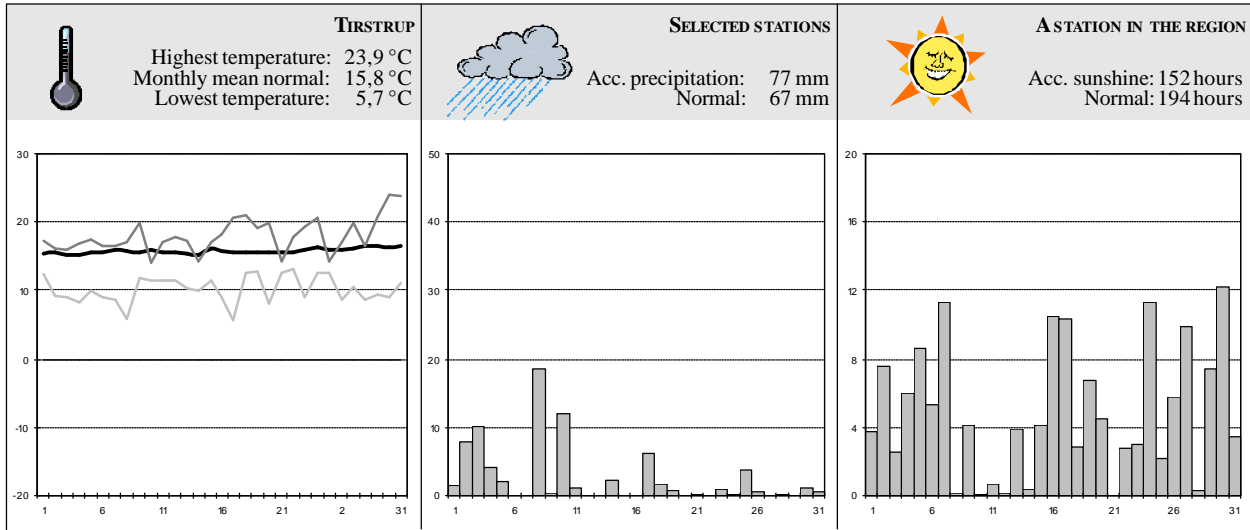 TIRSTRUP
Highest temperature: 23,9 °C
Monthly mean normal: 15,8 °C
Lowest temperature: 5,7 °C
30
20
10
0
-10
-20
1 6 11 16 21 2 31
SELECTED STATIONS
Acc. precipitation: 77 mm
Normal: 67 mm
50
40
30
20
10
0
1 6 11 16 21 26 31
A STATION IN THE REGION
Acc. sunshine: 152 hours
Normal: 194 hours
20
16
12
8
4
0
1 6 11 16 21 26 31